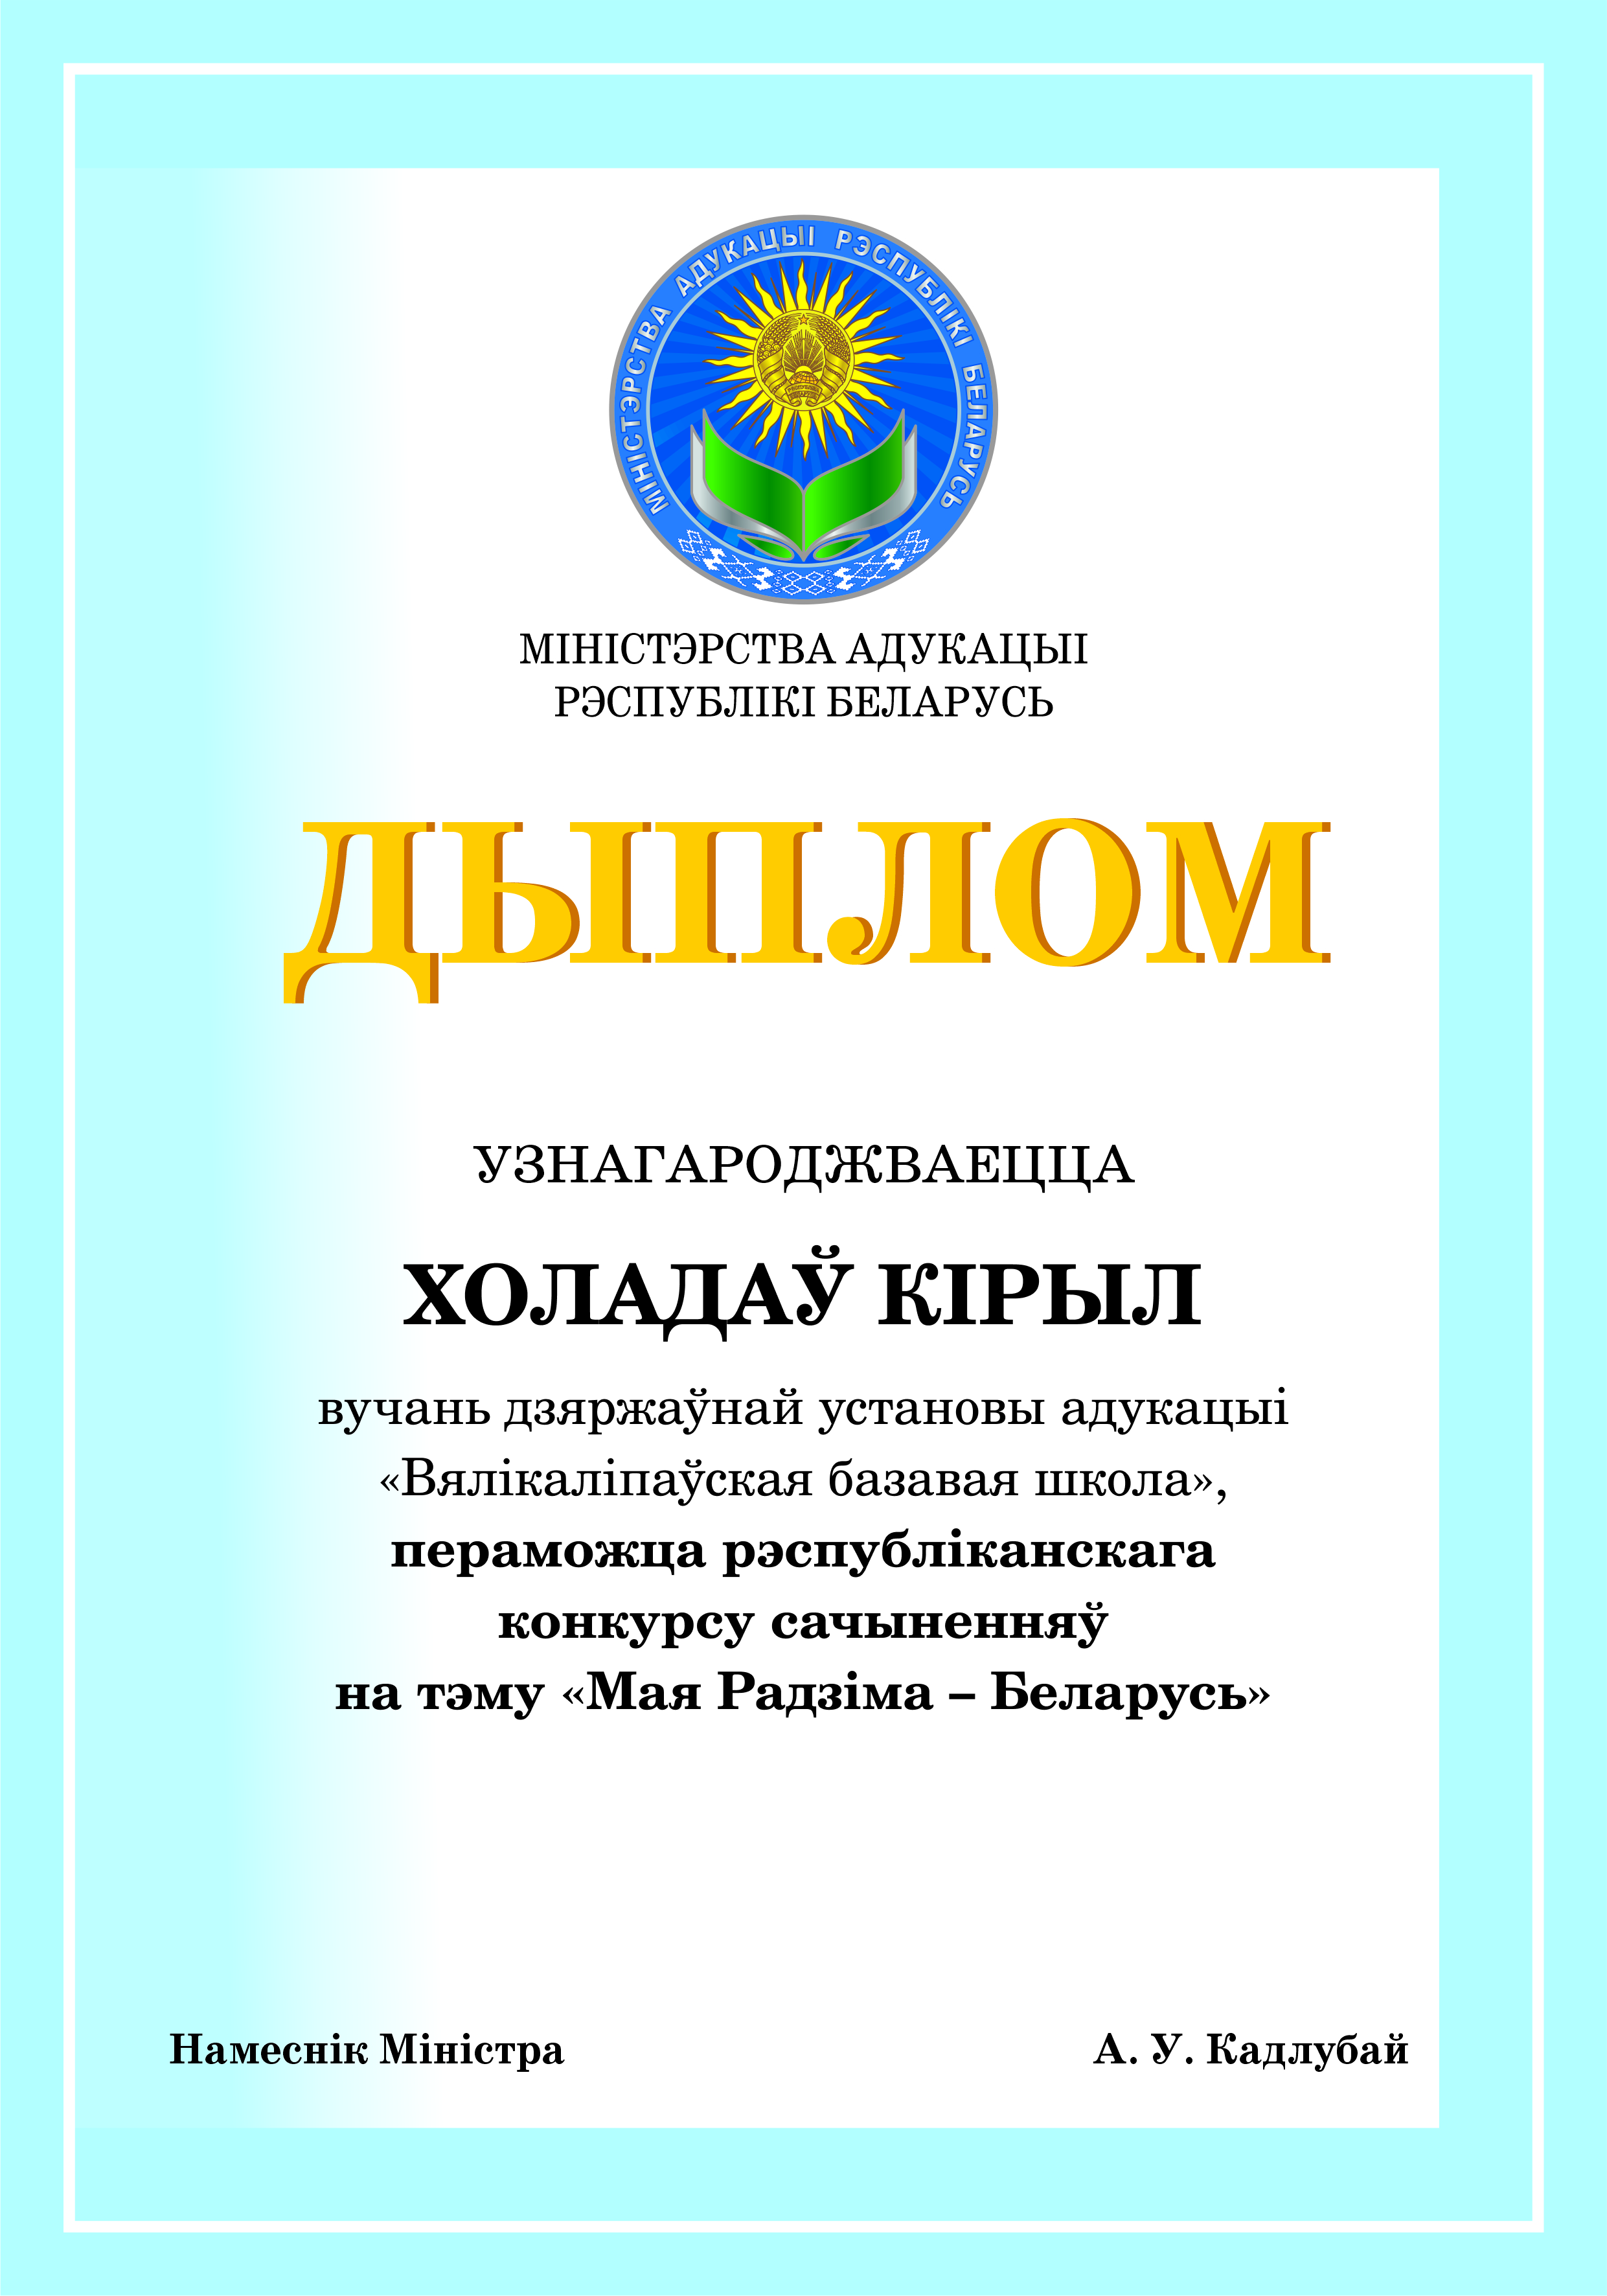 МІНІСТЭРСТВА АДУКАЦЫІ РЭСПУБЛІКІ БЕЛАРУСЬ
МІНІСТЭРСТВА АДУКАЦЫІ
РЭСПУБЛІКІ БЕЛАРУСЬ
ДЫПЛОМ
УЗНАГАРОДЖВАЕЦЦА
ХОЛАДАЎ КІРЫЛ
вучань дзяржаўнай установы адукацыі
«Вялікаліпаўская базавая школа»,
пераможца рэспубліканскага
конкурсу сачыненняў
на тэму «Мая Радзіма – Беларусь»
Намеснік Міністра А. У. Кадлубай